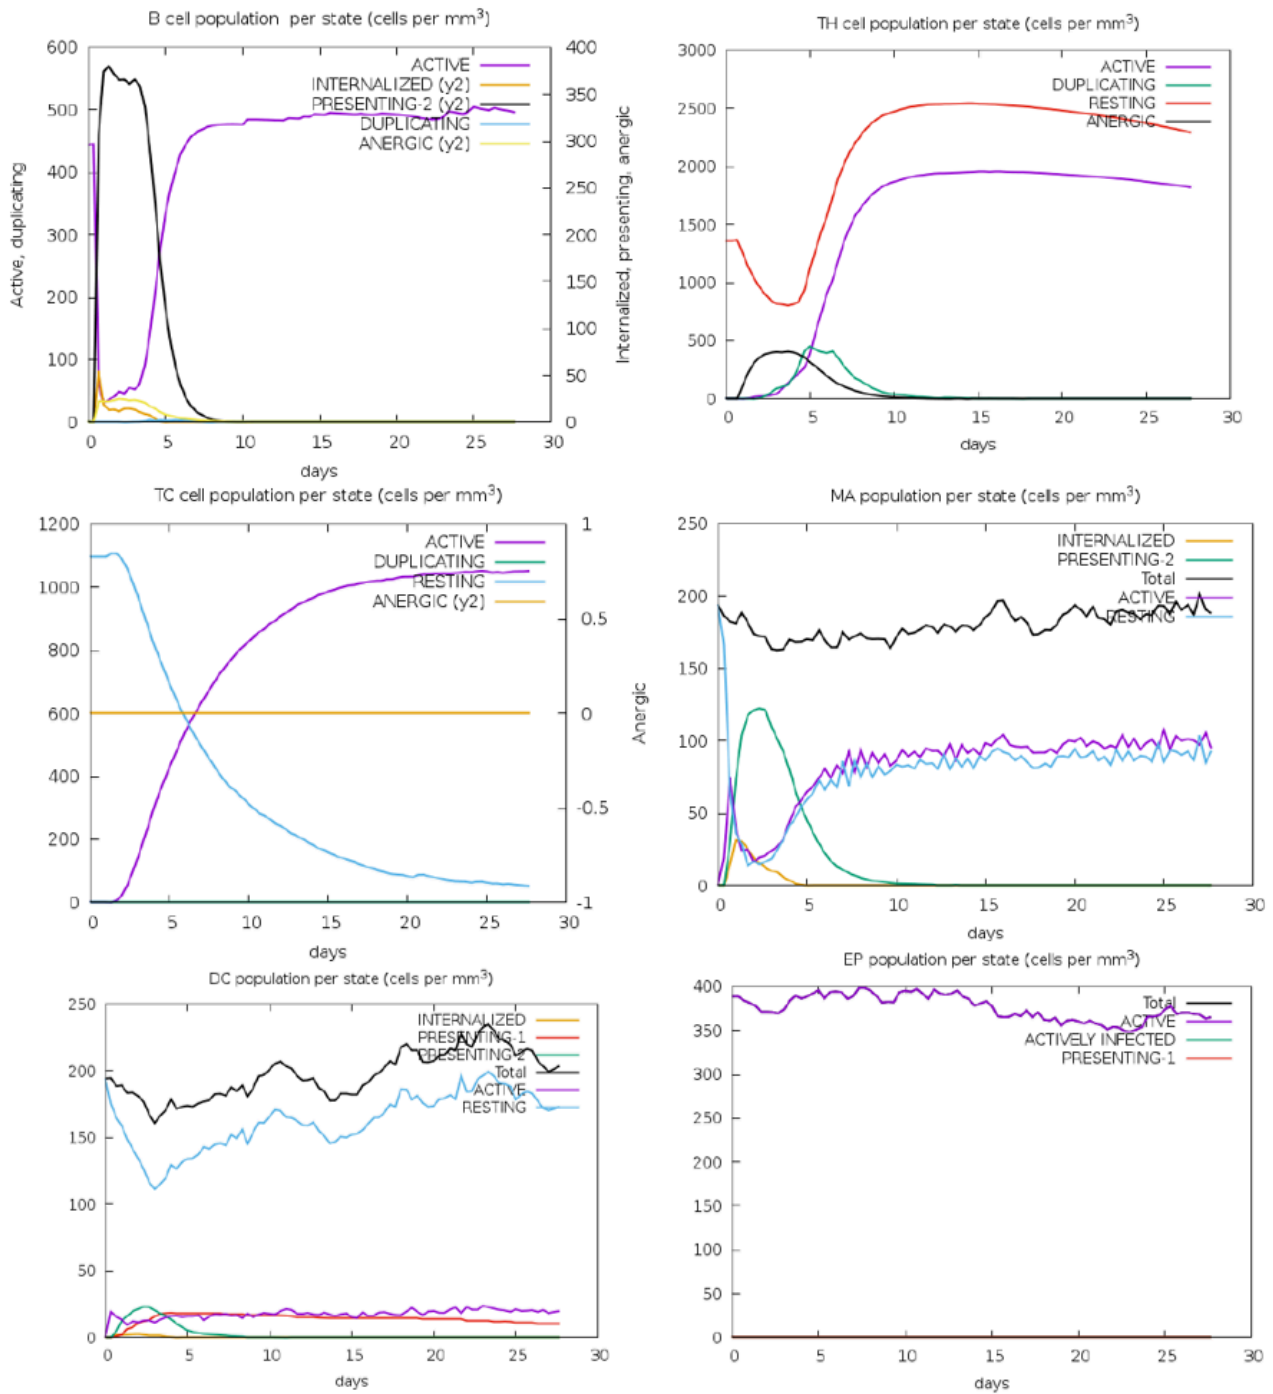 B cell population per state (cells per mm3)
600
500
400
300
200
100
0
400
350
300
250
200
150
100
50
0
ACTIVE
INTERNALIZED (y2)
PRESENTING-2 (y2)
DUPLICATING
ANERGIC (y2)
Active, duplicating
Internalized, presenting, anergic
0 5 10 15 20 25 30
days
TH cell population per state (cells per mm3)
3000
2500
2000
1500
1000
500
0
ACTIVE
DUPLICATING
RESTING
ANERGIC
0 5 10 15 20 25 30
days
TC cell population per state (cells per mm3)
1200
1000
800
600
400
200
0
1
0.5
0
-0.5
-1
ACTIVE
DUPLICATING
RESTING
ANERGIC (y2)
Anergic
0 5 10 15 20 25 30
days
MA population per state (cells per mm3)
250
200
150
100
50
0
INTERNALIZED
PRESENTING-2
Total
ACTIVE
RESTING
0 5 10 15 20 25 30
days
DC population per state (cells per mm3)
250
200
150
100
50
0
INTERNALIZED
PRESENTING-1
PRESENTING-2
Total
ACTIVE
RESTING
0 5 10 15 20 25 30
days
EP population per state (cells per mm3)
400
350
300
250
200
150
100
50
0
Total
ACTIVE
ACTIVELY INFECTED
PRESENTING-1
0 5 10 15 20 25 30
days